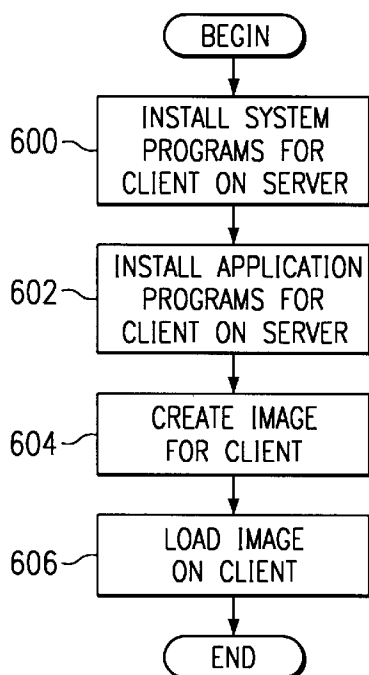 BEGIN
600
INSTALL SYSTEM
PROGRAMS FOR
CLIENT ON SERVER
602
INSTALL APPLICATION
PROGRAMS FOR
CLIENT ON SERVER
604
CREATE IMAGE
FOR CLIENT
606
LOAD IMAGE
ON CLIENT
END